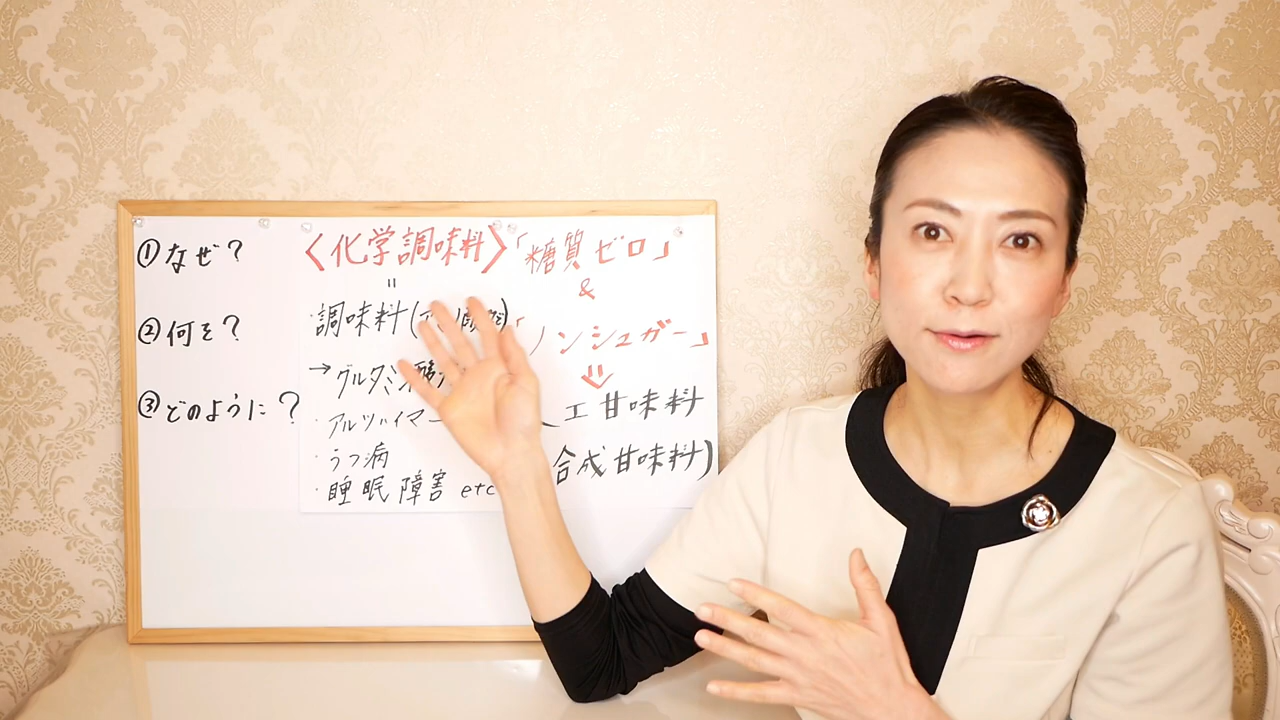 ①なぜ？
②何を？
③どのように？
〈化学調味料〉
＝
・調味料(
→グルタミン酸
・アルツハイマー
・うつ病
・睡眠障害 etc
「糖質ゼロ」
&
「ノンシュガー」
⇓
工甘味料
合成甘味料)